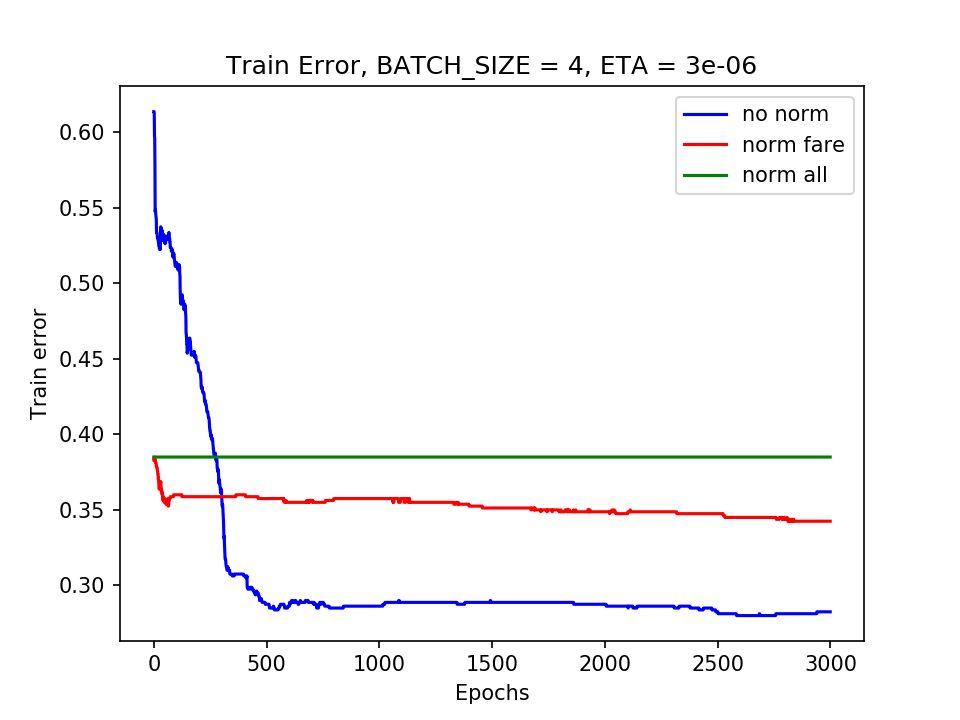 Train Error, BATCH_SIZE = 4, ETA = 3e-06
no norm
norm fare
norm all
0.60
0.55
0.50
0.45
0.40
0.35
0.30
Train error
0 500 1000 1500 2000 2500 3000
Epochs